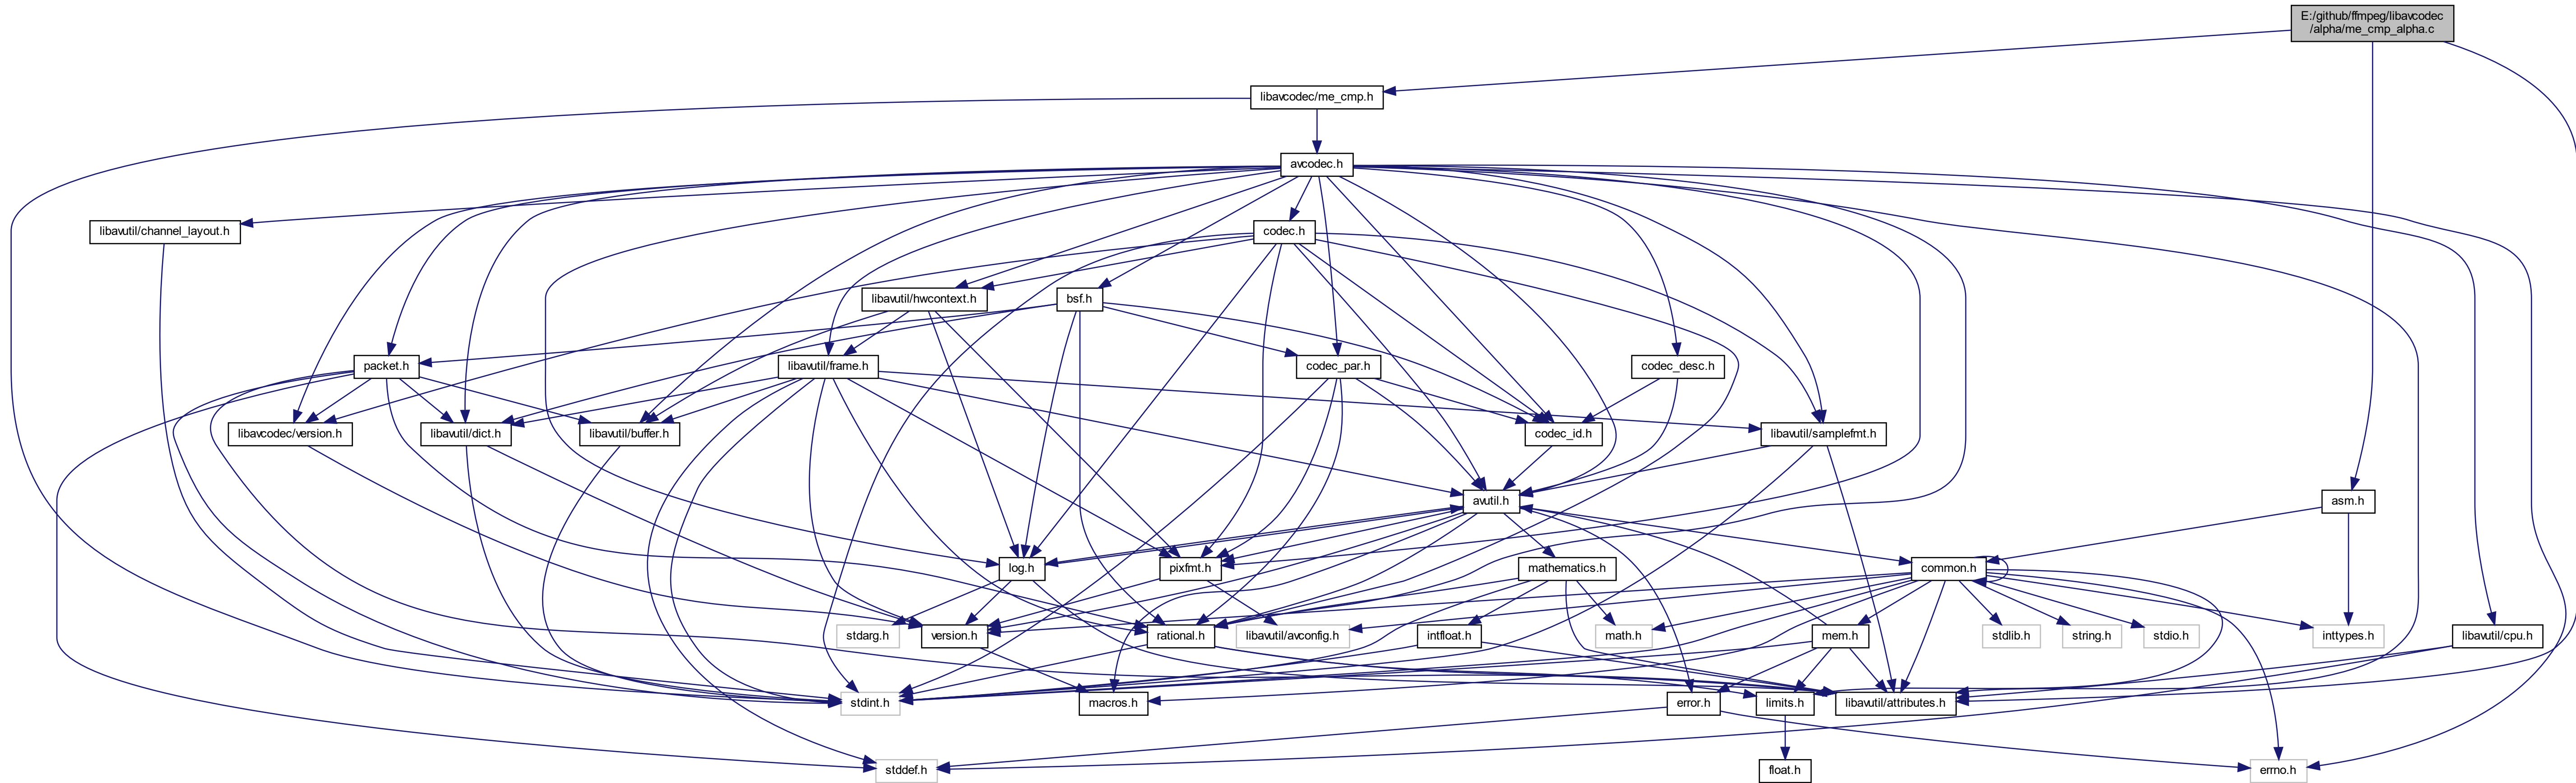 E:/github/ffmpeg/libavcodec
/alpha/me_cmp_alpha.c
libavcodec/me_cmp.h
avcodec.h
libavutil/channel_layout.h
codec.h
libavutil/hwcontext.h
bsf.h
packet.h
libavutil/frame.h
codec_par.h
codec_desc.h
libavcodec/version.h
libavutil/dict.h
libavutil/buffer.h
codec_id.h
libavutil/samplefmt.h
avutil.h
asm.h
log.h
pixfmt.h
mathematics.h
common.h
stdarg.h
version.h
rational.h
libavutil/avconfig.h
intfloat.h
math.h
mem.h
stdlib.h
string.h
stdio.h
inttypes.h
libavutil/cpu.h
stdint.h
macros.h
error.h
limits.h
libavutil/attributes.h
stddef.h
float.h
errno.h